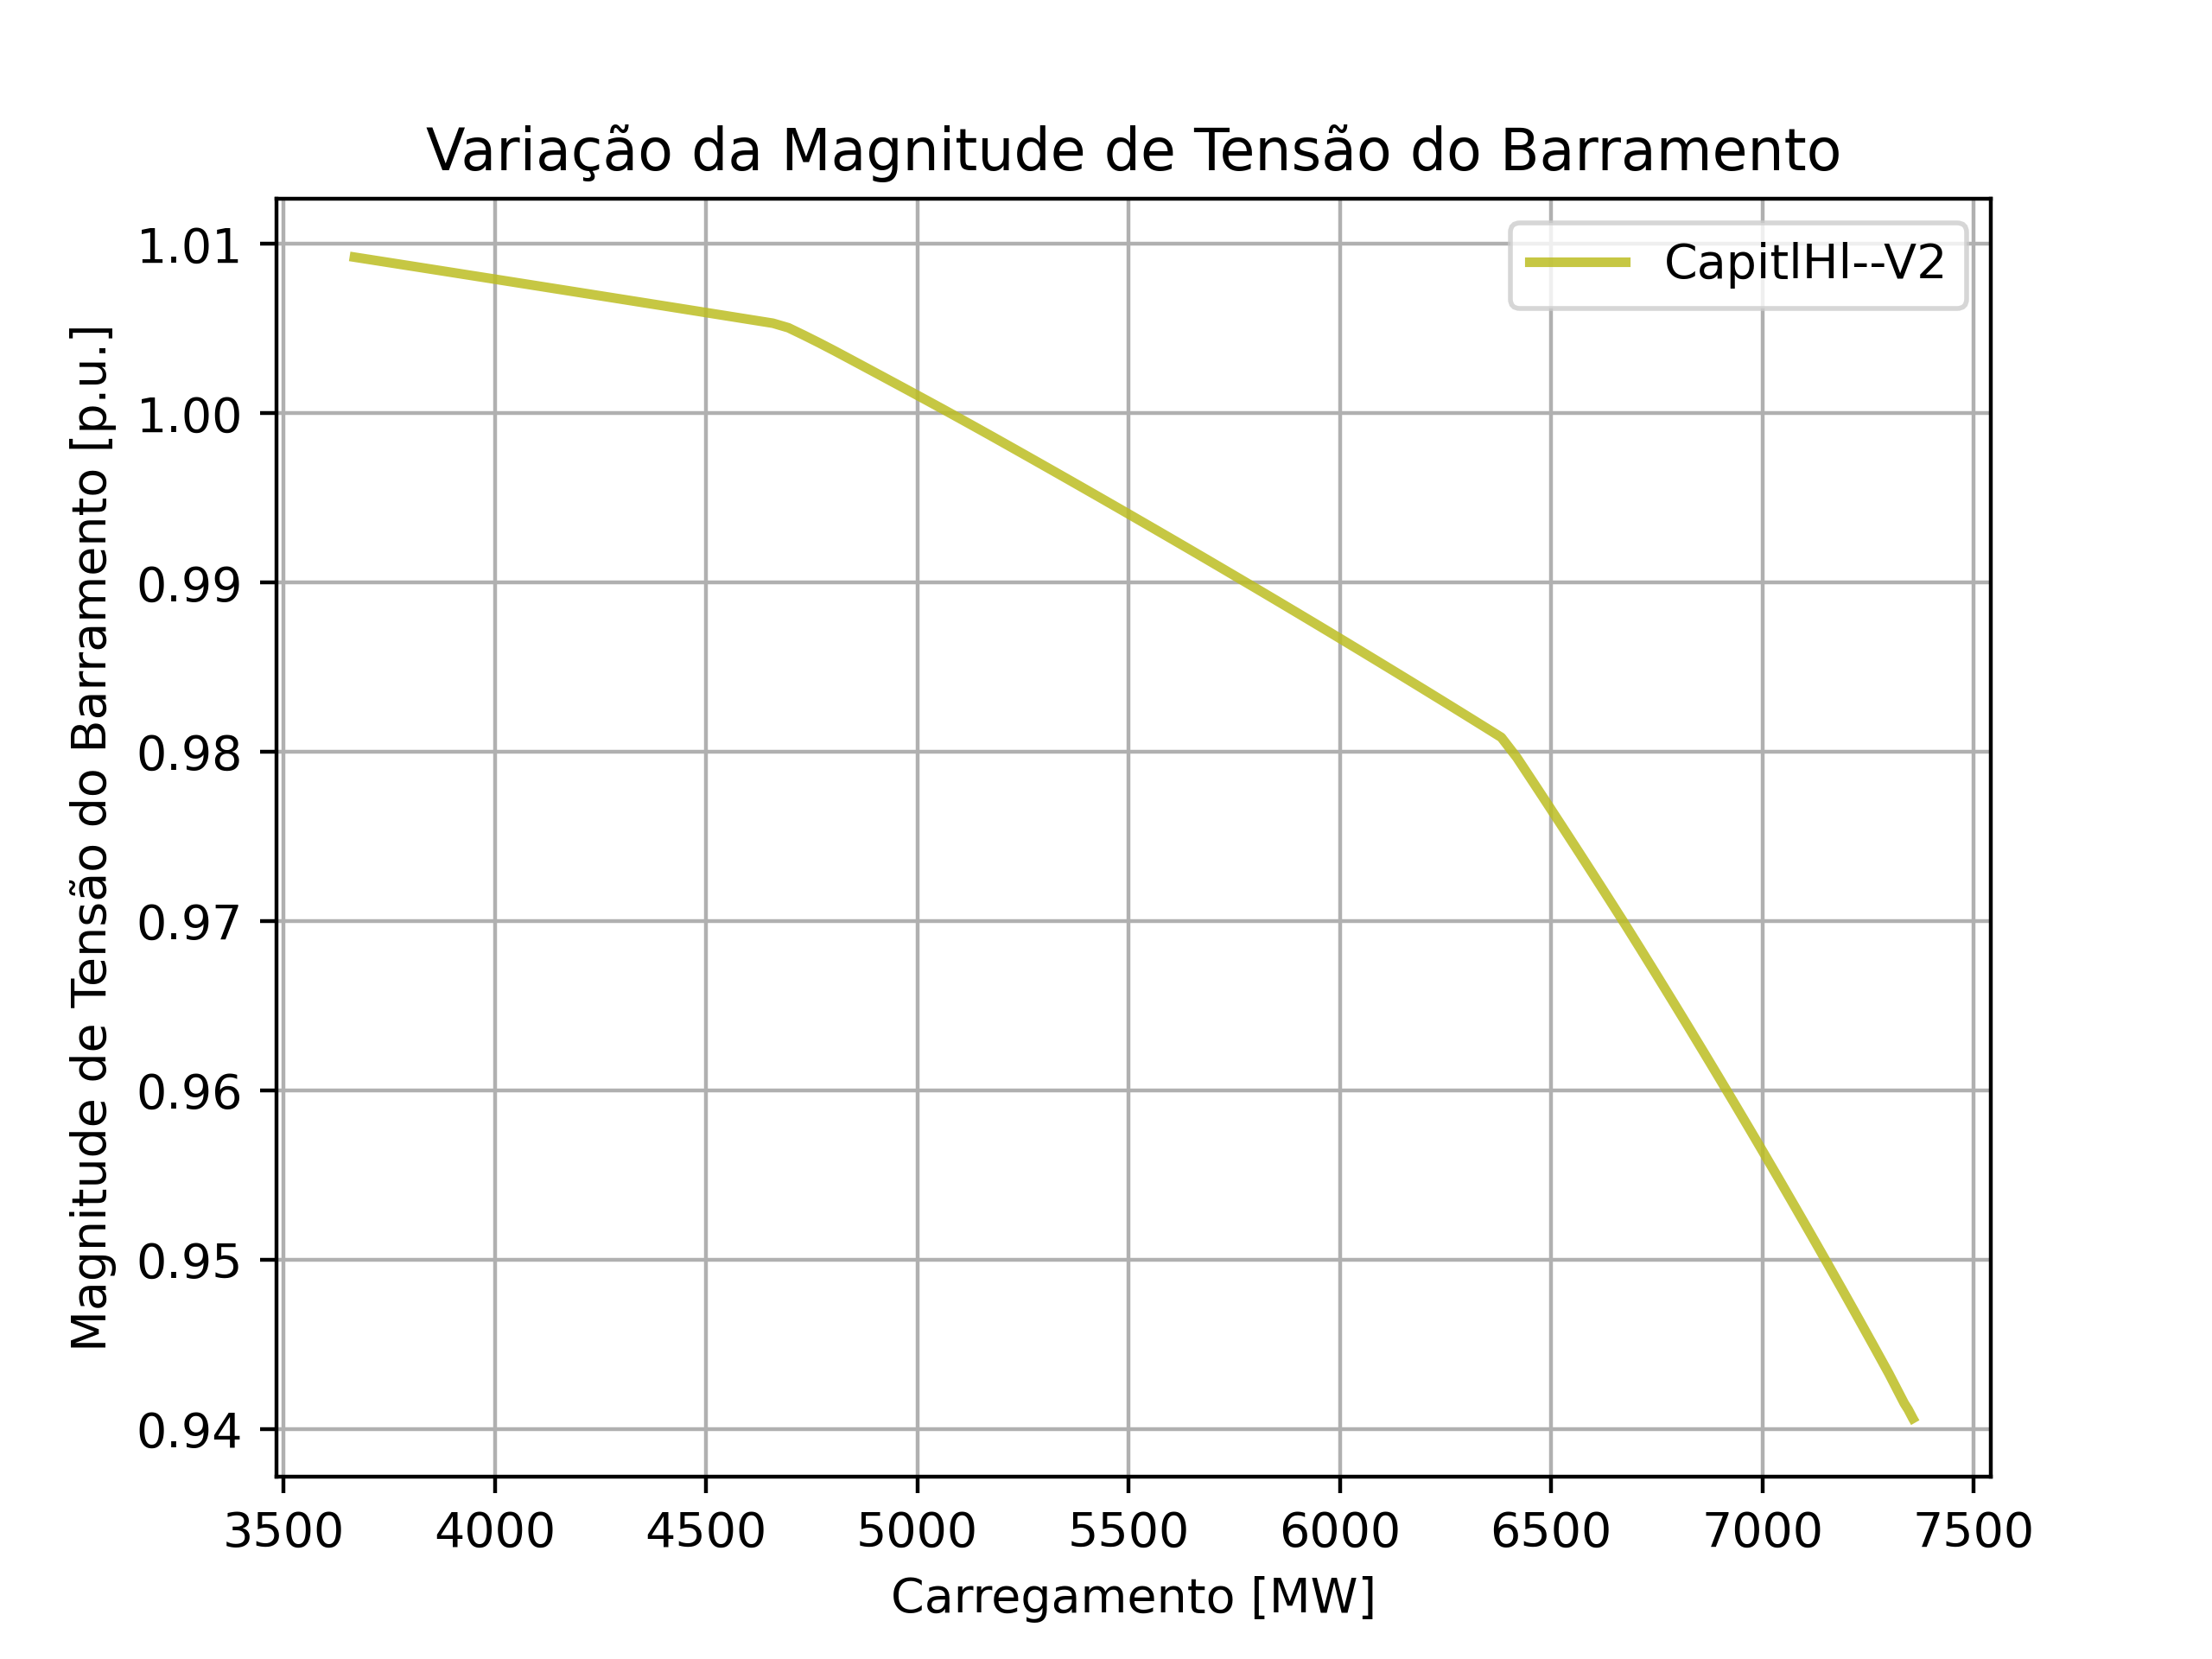 Variação da Magnitude de Tensão do Barramento
CapitlHl--V2
Magnitude de Tensão do Barramento [p.u.]
1.01
1.00
0.99
0.98
0.97
0.96
0.95
0.94
3500 4000 4500 5000 5500 6000 6500 7000 7500
Carregamento [MW]